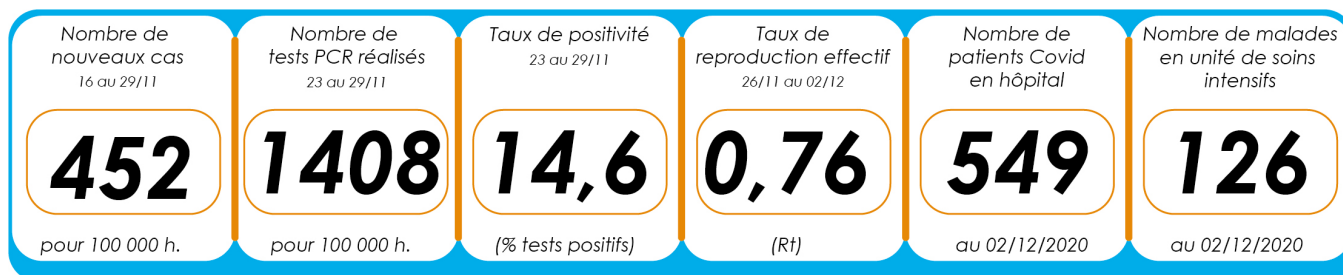 Nombre de
nouveaux cas
16 au 29/11
452
pour 100 000 h.
Nombre de
tests PCR réalisés
23 au 29/11
1408
pour 100 000 h.
Taux de positivité
23 au 29/11
14,6
(% tests positifs)
Taux de
reproduction effectif
26/11 au 02/12
0,76
(Rt)
Nombre de
patients Covid
en hôpital
549
au 02/12/2020
Nombre de malades
en unité de soins
intensifs
126
au 02/12/2020